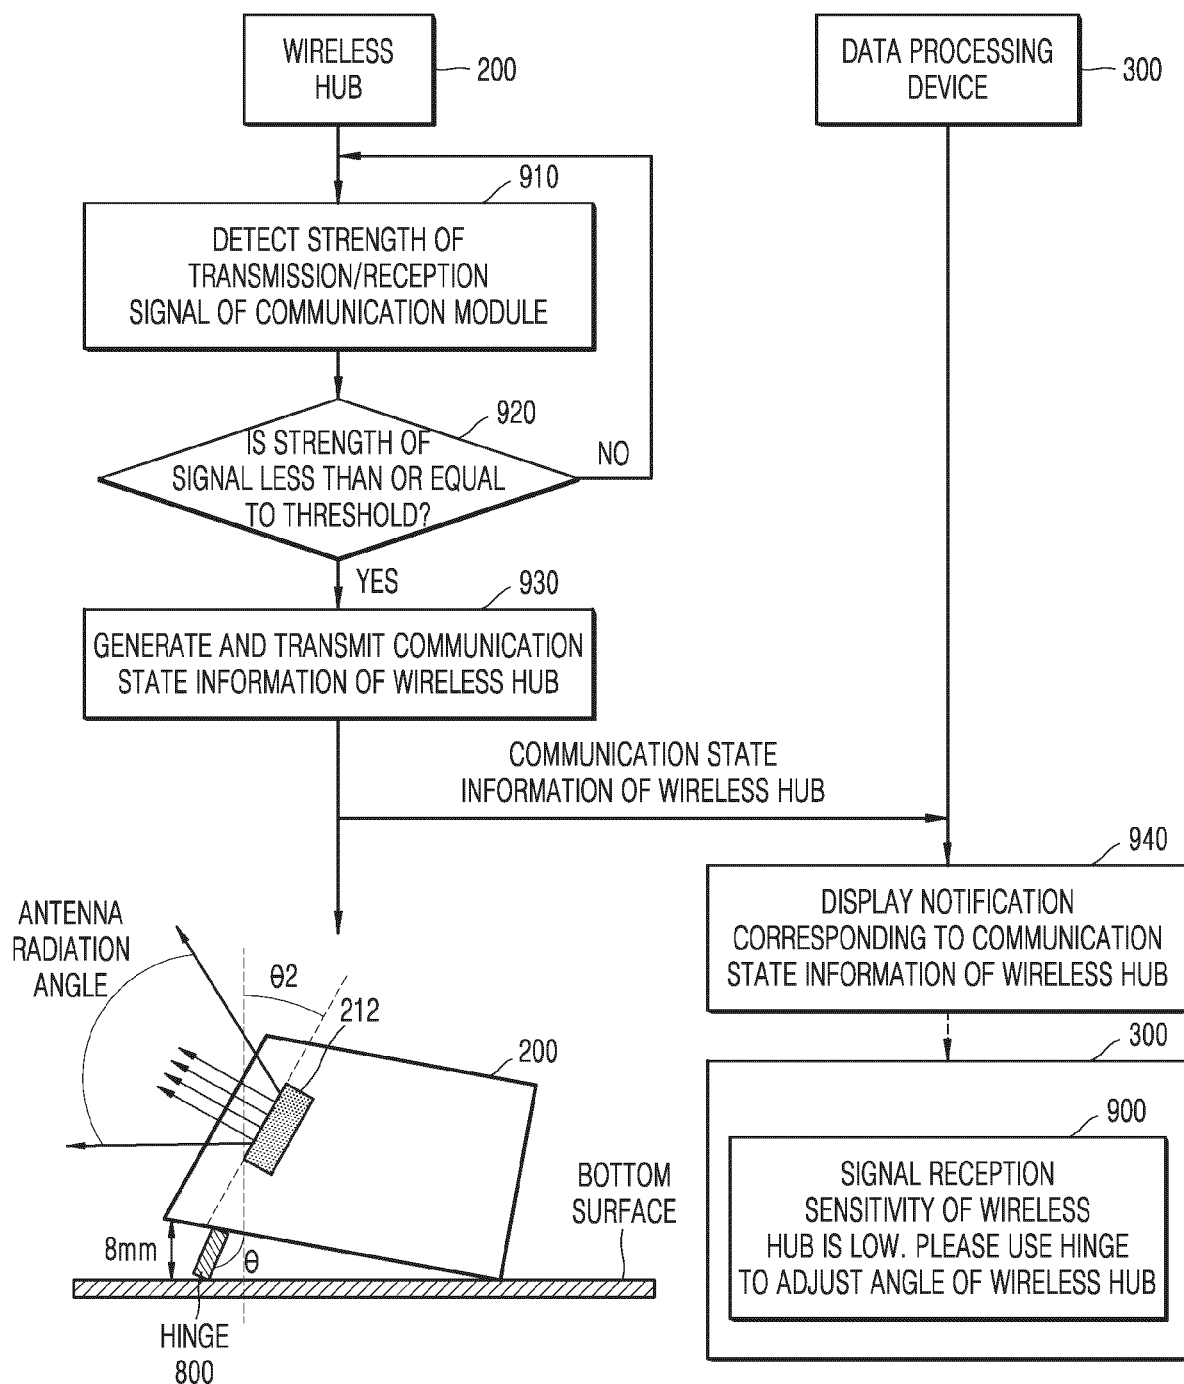 WIRELESS
HUB
200
DATA PROCESSING
DEVICE
300
910
DETECT STRENGTH OF
TRANSMISSION/RECEPTION
SIGNAL OF COMMUNICATION MODULE
920
IS STRENGTH OF
SIGNAL LESS THAN OR EQUAL
TO THRESHOLD?
NO
YES
930
GENERATE AND TRANSMIT COMMUNICATION
STATE INFORMATION OF WIRELESS HUB
COMMUNICATION STATE
INFORMATION OF WIRELESS HUB
940
DISPLAY NOTIFICATION
CORRESPONDING TO COMMUNICATION
STATE INFORMATION OF WIRELESS HUB
ANTENNA
RADIATION
ANGLE
θ2
212
200
8mm
θ
BOTTOM
SURFACE
HINGE
800
300
900
SIGNAL RECEPTION
SENSITIVITY OF WIRELESS
HUB IS LOW. PLEASE USE HINGE
TO ADJUST ANGLE OF WIRELESS HUB